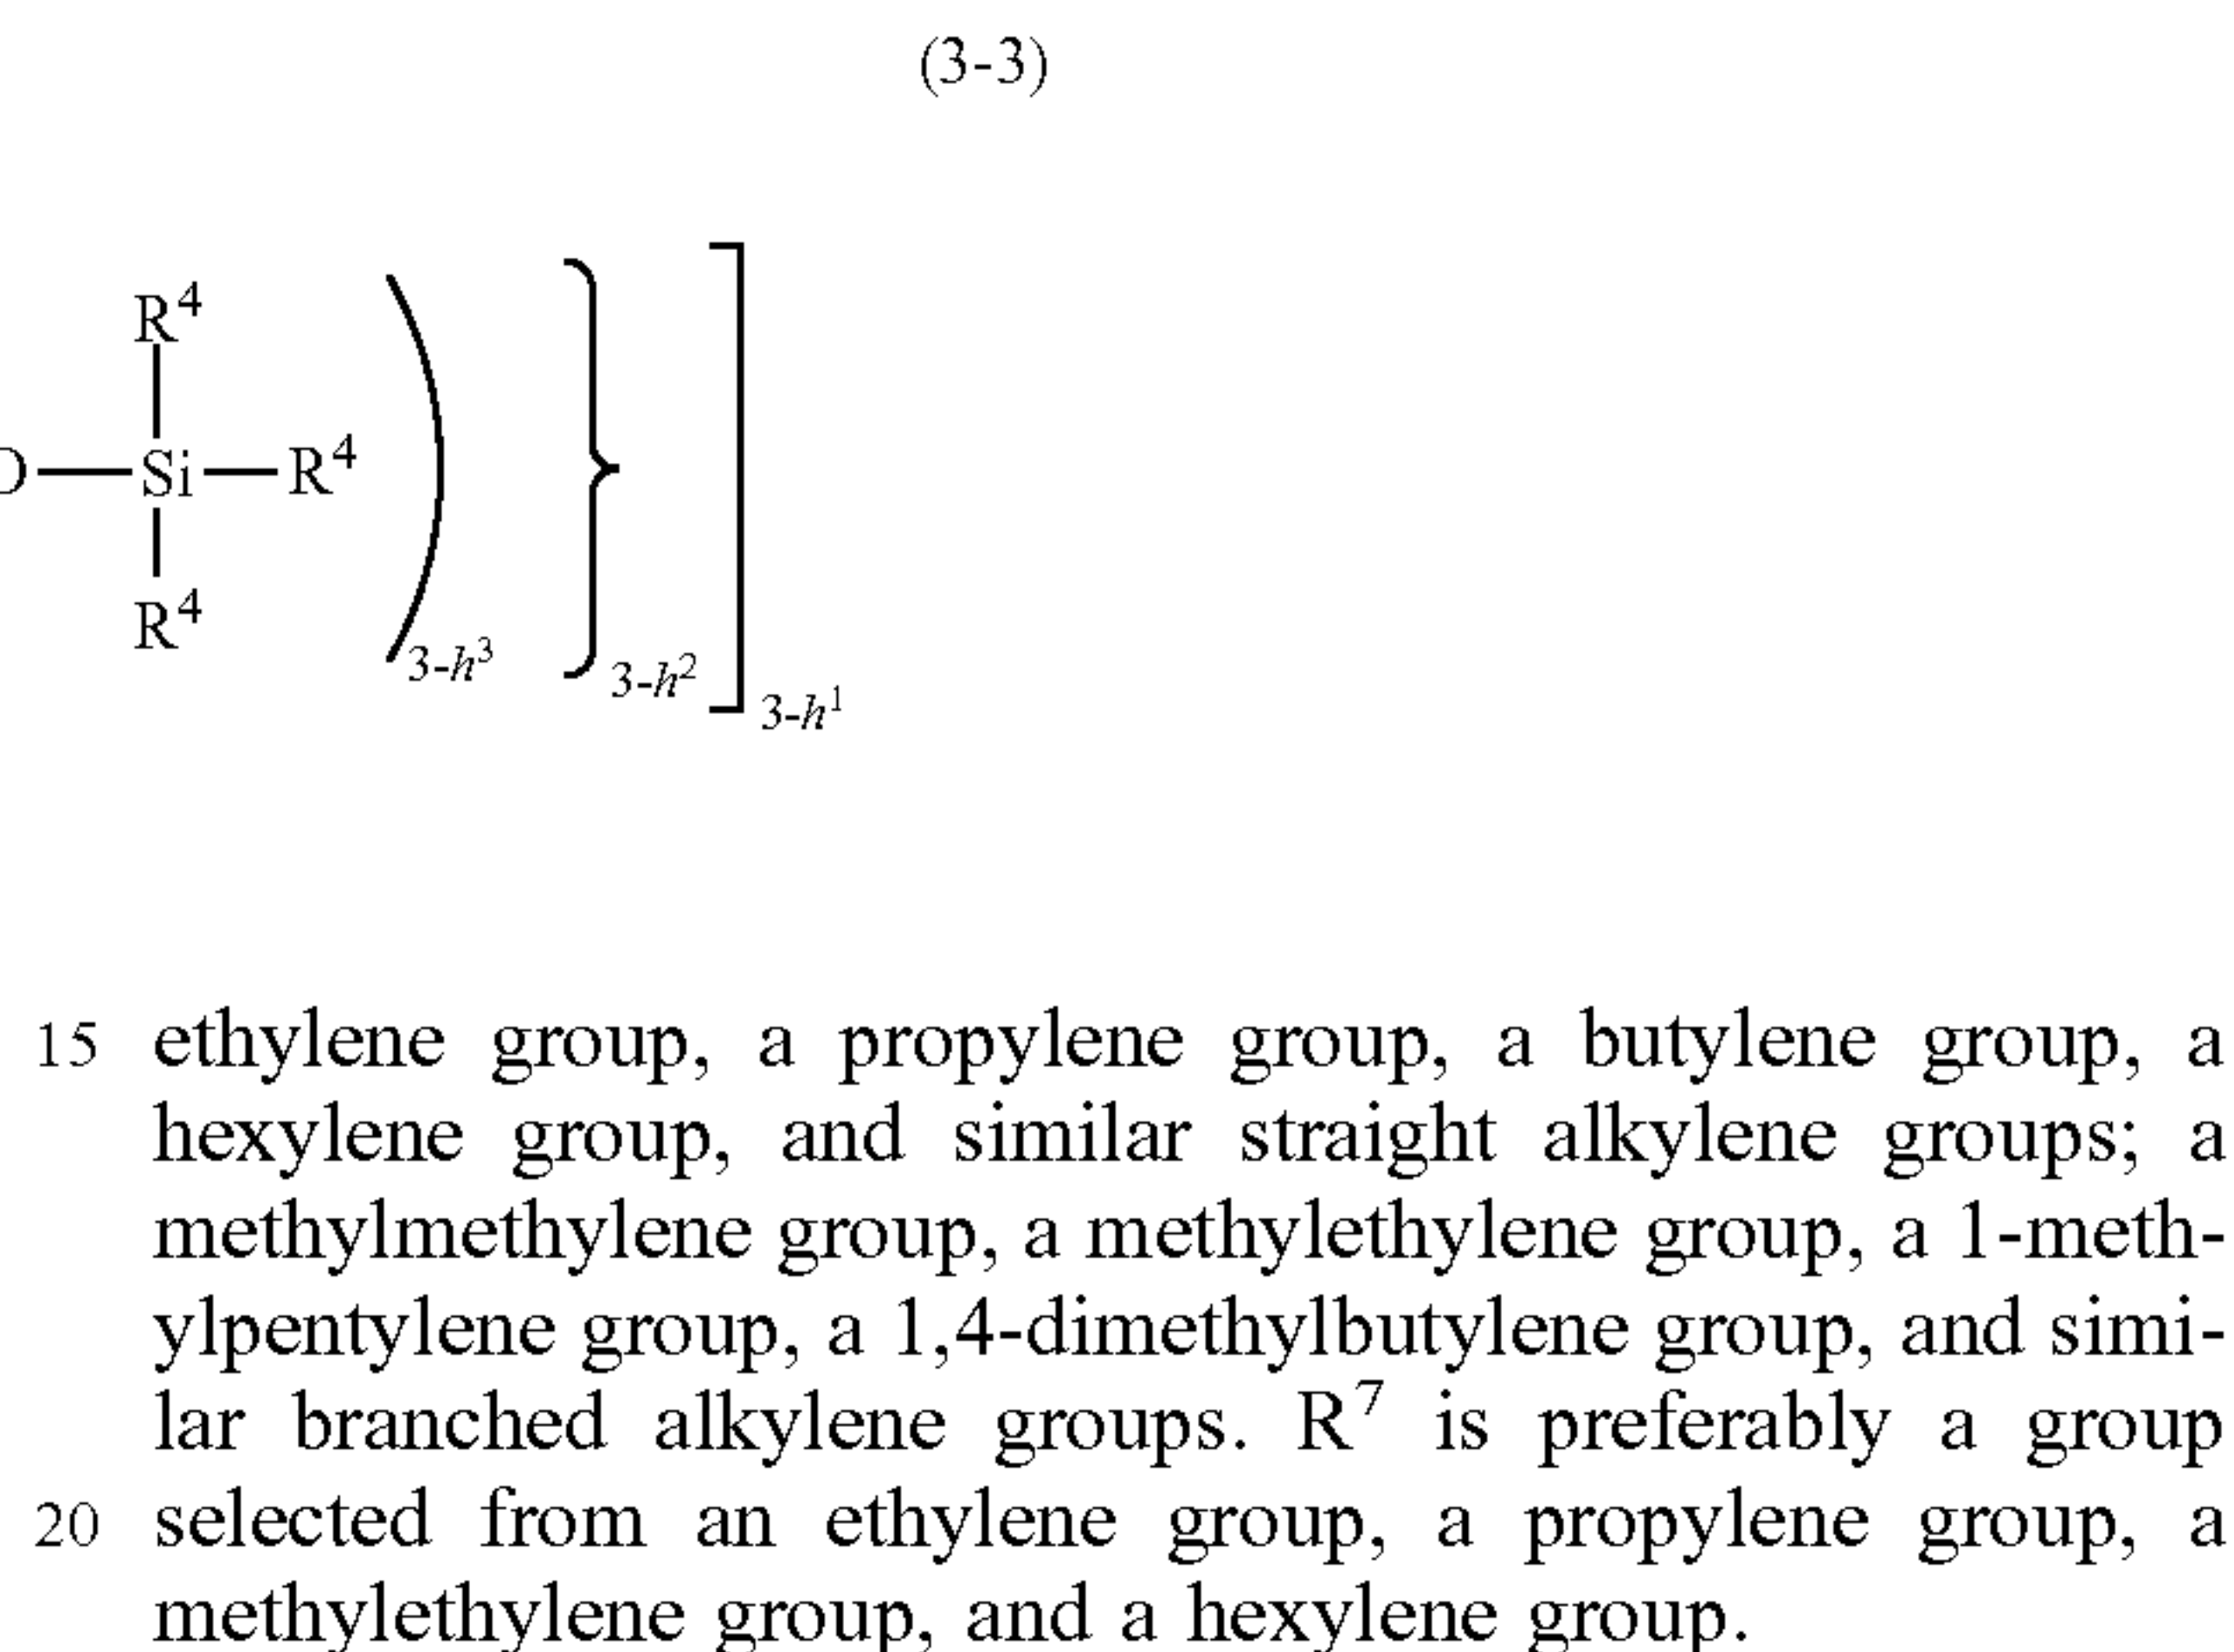 (3-3)
R⁴
O—Si—R⁴
R⁴
3-h³
3-h²
3-h¹
15 ethylene group, a propylene group, a butylene group, a
hexylene group, and similar straight alkylene groups; a
methylmethylene group, a methylethylene group, a 1-meth-
ylpentylene group, a 1,4-dimethylbutylene group, and simi-
lar branched alkylene groups. R⁷ is preferably a group
20 selected from an ethylene group, a propylene group, a
methylethylene group, and a hexylene group.